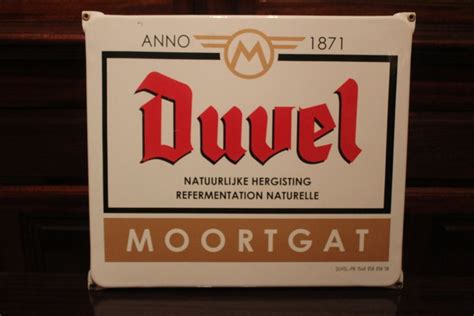 ANNO M 1871
Duvel
NATUURLIJKE HERGISTING
REFERMENTATION NATURELLE
MOORTGAT